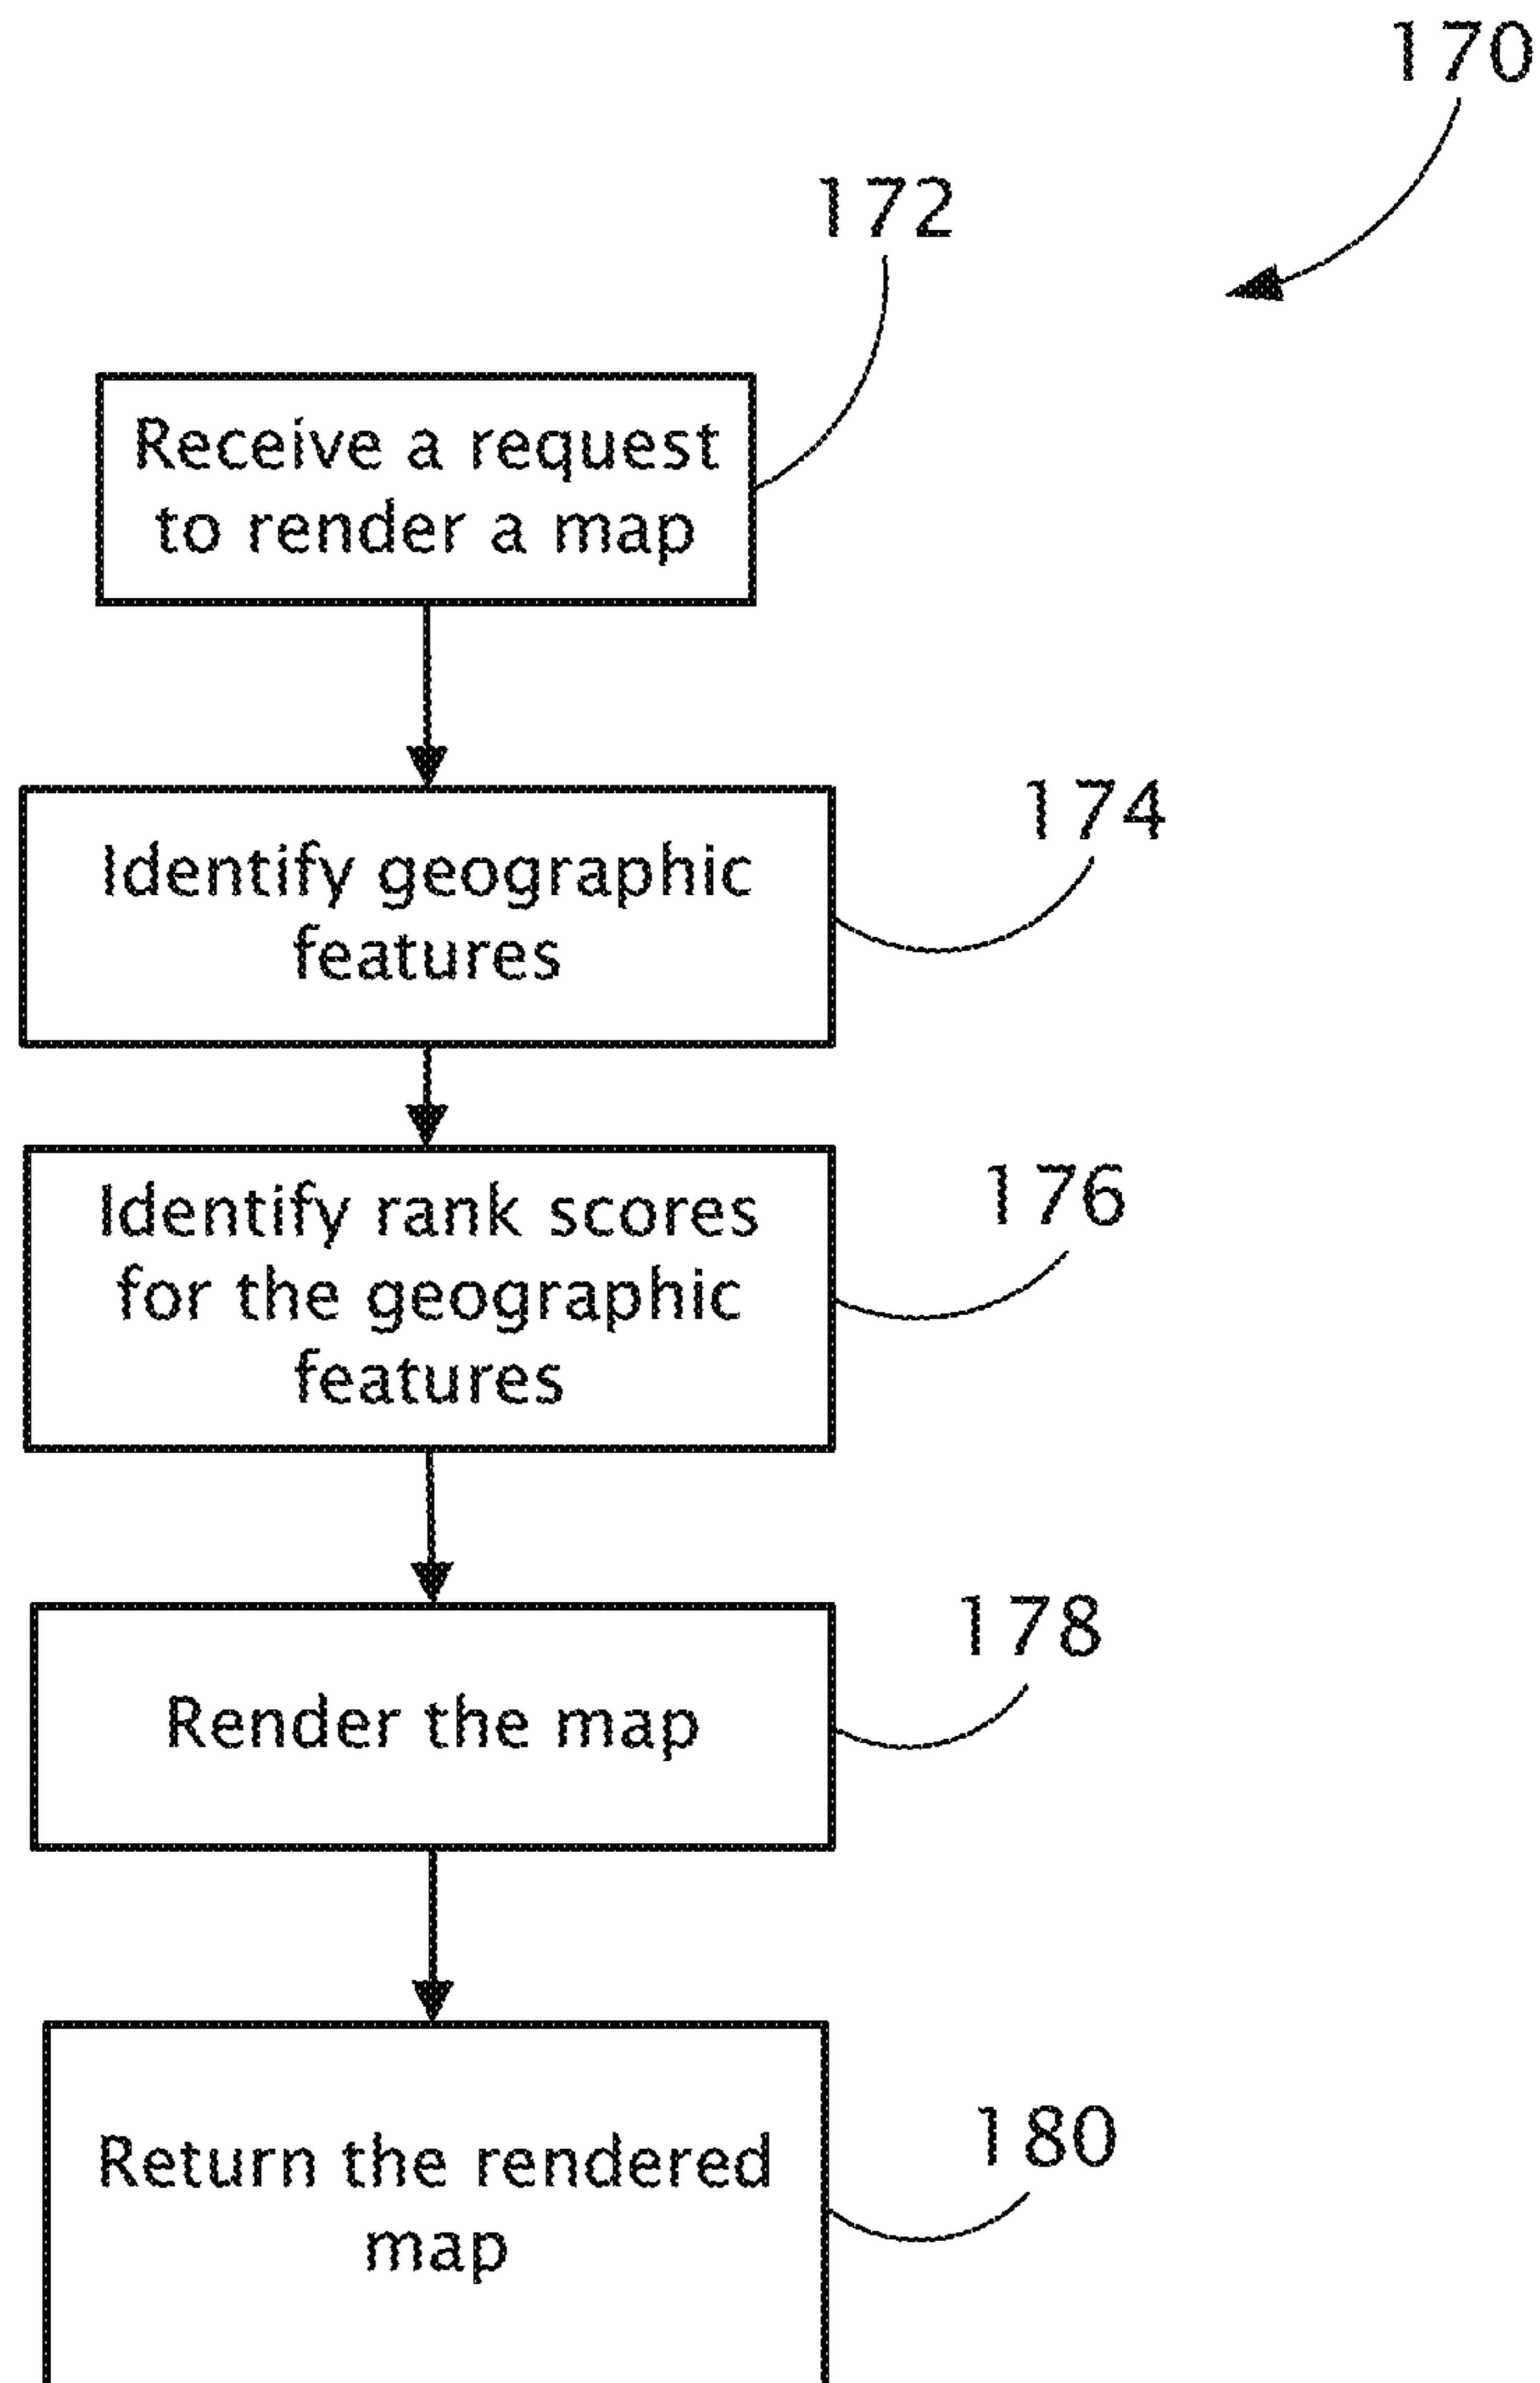 170
172
Receive a request
to render a map
174
Identify geographic
features
176
Identify rank scores
for the geographic
features
178
Render the map
180
Return the rendered
map